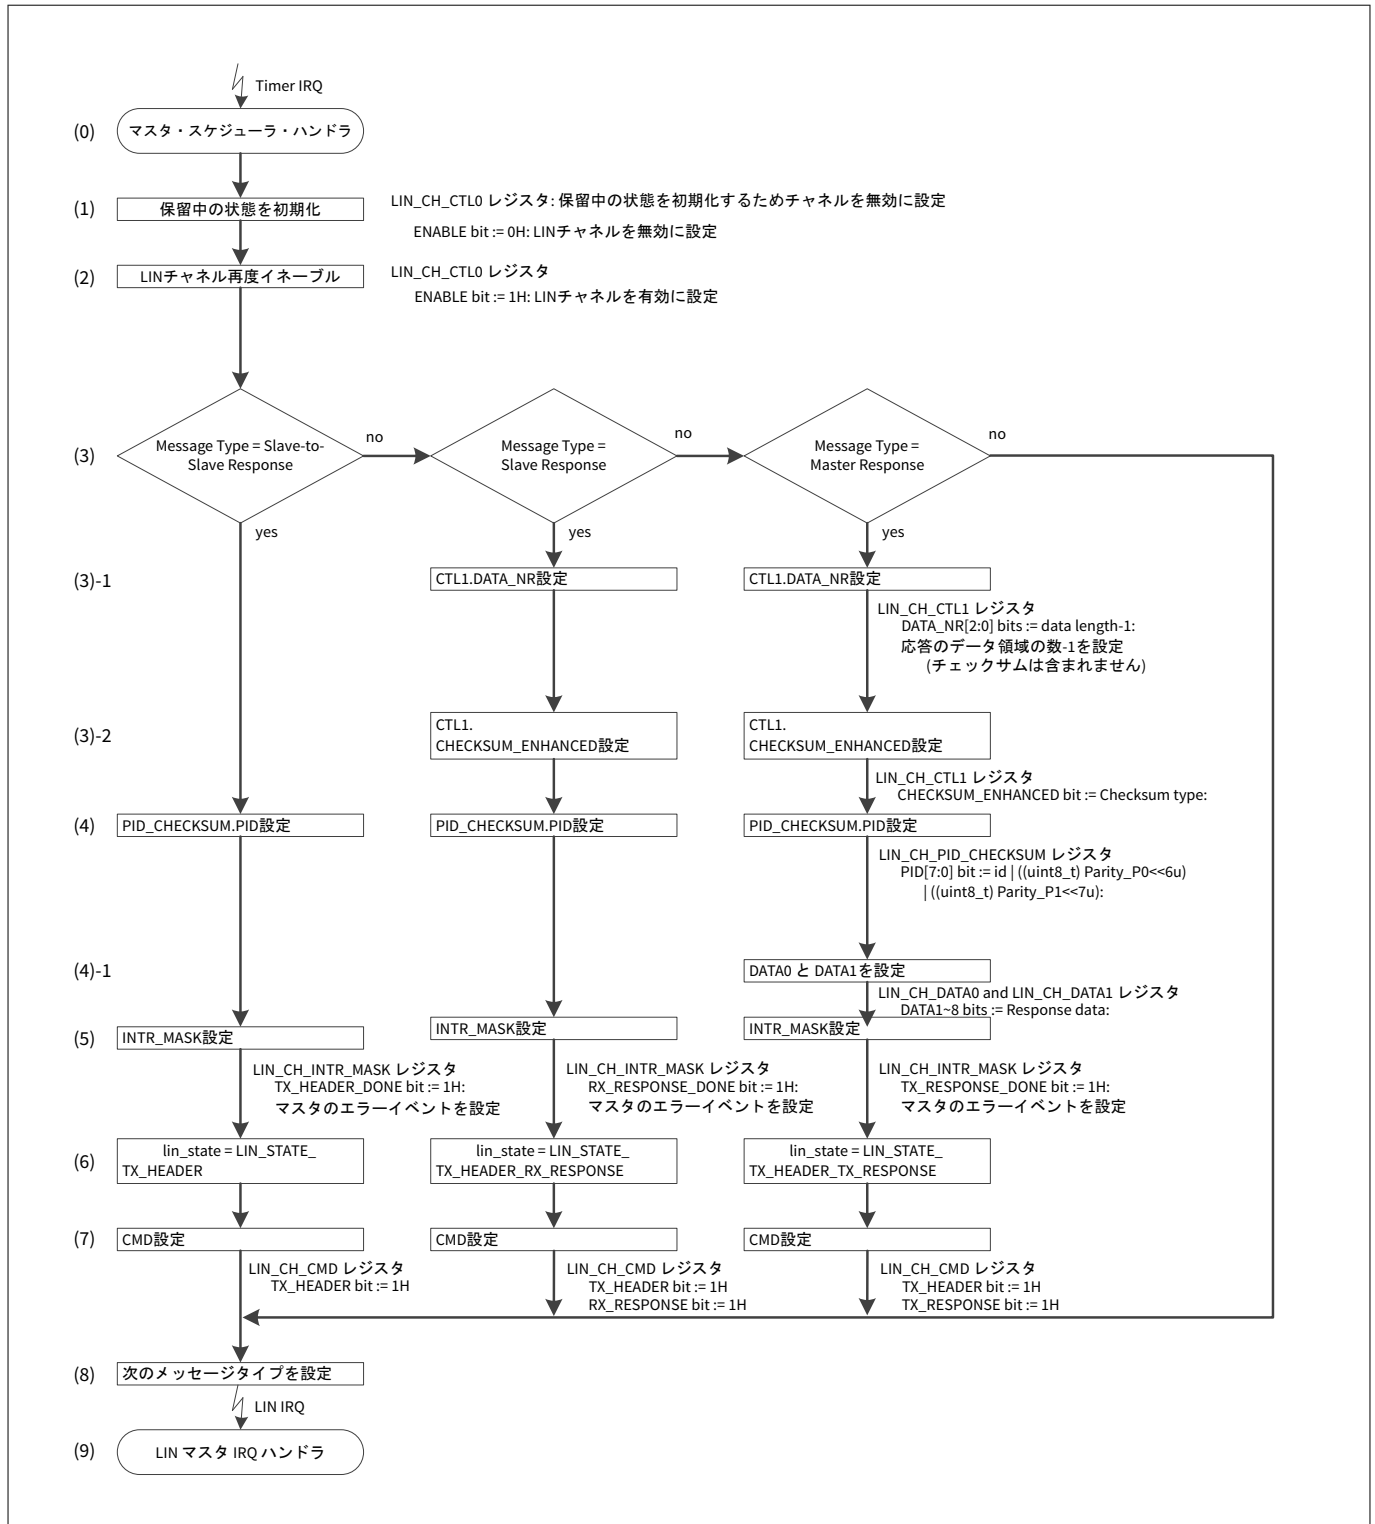 Timer IRQ
(0)
マスタ・スケジューラ・ハンドラ
(1)
保留中の状態を初期化
LIN_CH_CTL0 レジスタ: 保留中の状態を初期化するためチャネルを無効に設定
ENABLE bit := 0H: LINチャネルを無効に設定
(2)
LINチャネル再度イネーブル
LIN_CH_CTL0 レジスタ
ENABLE bit := 1H: LINチャネルを有効に設定
(3)
Message Type = Slave-to-
Slave Response
no
Message Type =
Slave Response
no
Message Type =
Master Response
no
yes
yes
yes
(3)-1
CTL1.DATA_NR設定
CTL1.DATA_NR設定
LIN_CH_CTL1 レジスタ
DATA_NR[2:0] bits := data length-1:
応答のデータ領域の数-1を設定
(チェックサムは含まれません)
(3)-2
CTL1.
CHECKSUM_ENHANCED設定
CTL1.
CHECKSUM_ENHANCED設定
LIN_CH_CTL1 レジスタ
CHECKSUM_ENHANCED bit := Checksum type:
(4)
PID_CHECKSUM.PID設定
PID_CHECKSUM.PID設定
PID_CHECKSUM.PID設定
LIN_CH_PID_CHECKSUM レジスタ
PID[7:0] bit := id | ((uint8_t) Parity_P0<<6u)
| ((uint8_t) Parity_P1<<7u):
(4)-1
DATA0 と DATA1を設定
LIN_CH_DATA0 and LIN_CH_DATA1 レジスタ
DATA1~8 bits := Response data:
(5)
INTR_MASK設定
INTR_MASK設定
INTR_MASK設定
LIN_CH_INTR_MASK レジスタ
TX_HEADER_DONE bit := 1H:
マスタのエラーイベントを設定
LIN_CH_INTR_MASK レジスタ
RX_RESPONSE_DONE bit := 1H:
マスタのエラーイベントを設定
LIN_CH_INTR_MASK レジスタ
TX_RESPONSE_DONE bit := 1H:
マスタのエラーイベントを設定
(6)
lin_state = LIN_STATE_
TX_HEADER
lin_state = LIN_STATE_
TX_HEADER_RX_RESPONSE
lin_state = LIN_STATE_
TX_HEADER_TX_RESPONSE
(7)
CMD設定
CMD設定
CMD設定
LIN_CH_CMD レジスタ
TX_HEADER bit := 1H
LIN_CH_CMD レジスタ
TX_HEADER bit := 1H
RX_RESPONSE bit := 1H
LIN_CH_CMD レジスタ
TX_HEADER bit := 1H
TX_RESPONSE bit := 1H
(8)
次のメッセージタイプを設定
LIN IRQ
(9)
LIN マスタ IRQ ハンドラ